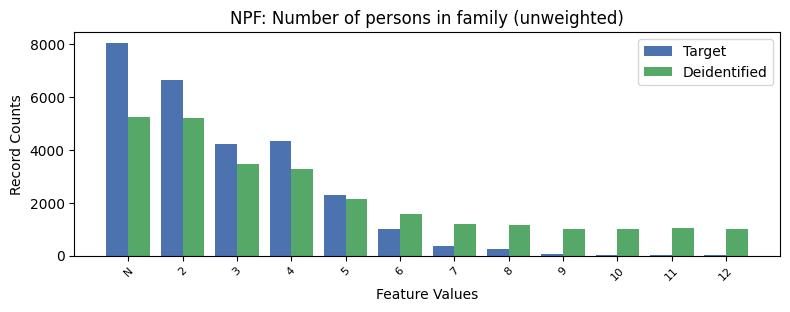 NPF: Number of persons in family (unweighted)
Target
Deidentified
Record Counts
8000
6000
4000
2000
0
N 2 3 4 5 6 7 8 9 10 11 12
Feature Values